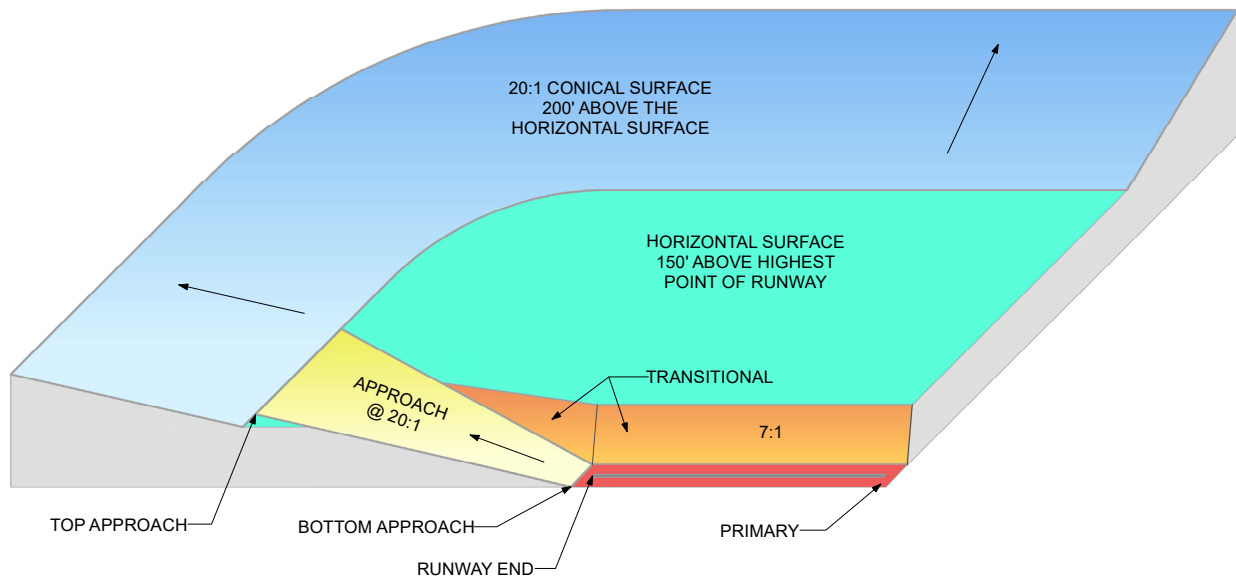 20:1 CONICAL SURFACE
200' ABOVE THE
HORIZONTAL SURFACE
HORIZONTAL SURFACE
150' ABOVE HIGHEST
POINT OF RUNWAY
TRANSITIONAL
APPROACH
@ 20:1
7:1
TOP APPROACH
BOTTOM APPROACH
PRIMARY
RUNWAY END